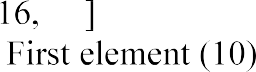 16, ]
First element (10)